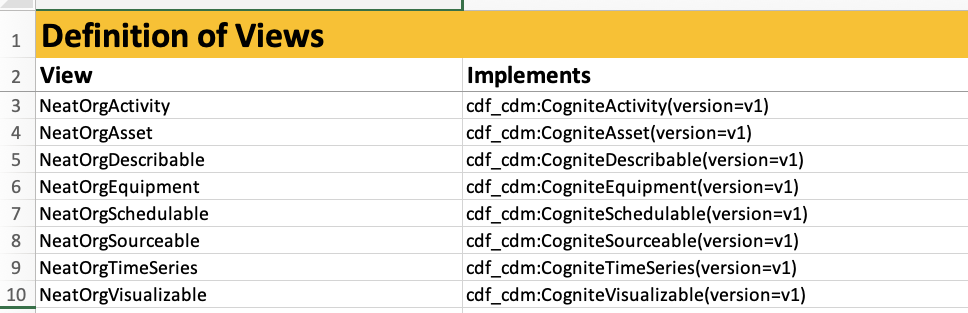 1 Definition of Views
2 View Implements
3 NeatOrgActivity cdf_cdm:CogniteActivity(version=v1)
4 NeatOrgAsset cdf_cdm:CogniteAsset(version=v1)
5 NeatOrgDescribable cdf_cdm:CogniteDescribable(version=v1)
6 NeatOrgEquipment cdf_cdm:CogniteEquipment(version=v1)
7 NeatOrgSchedulable cdf_cdm:CogniteSchedulable(version=v1)
8 NeatOrgSourceable cdf_cdm:CogniteSourceable(version=v1)
9 NeatOrgTimeSeries cdf_cdm:CogniteTimeSeries(version=v1)
10 NeatOrgVisualizable cdf_cdm:CogniteVisualizable(version=v1)